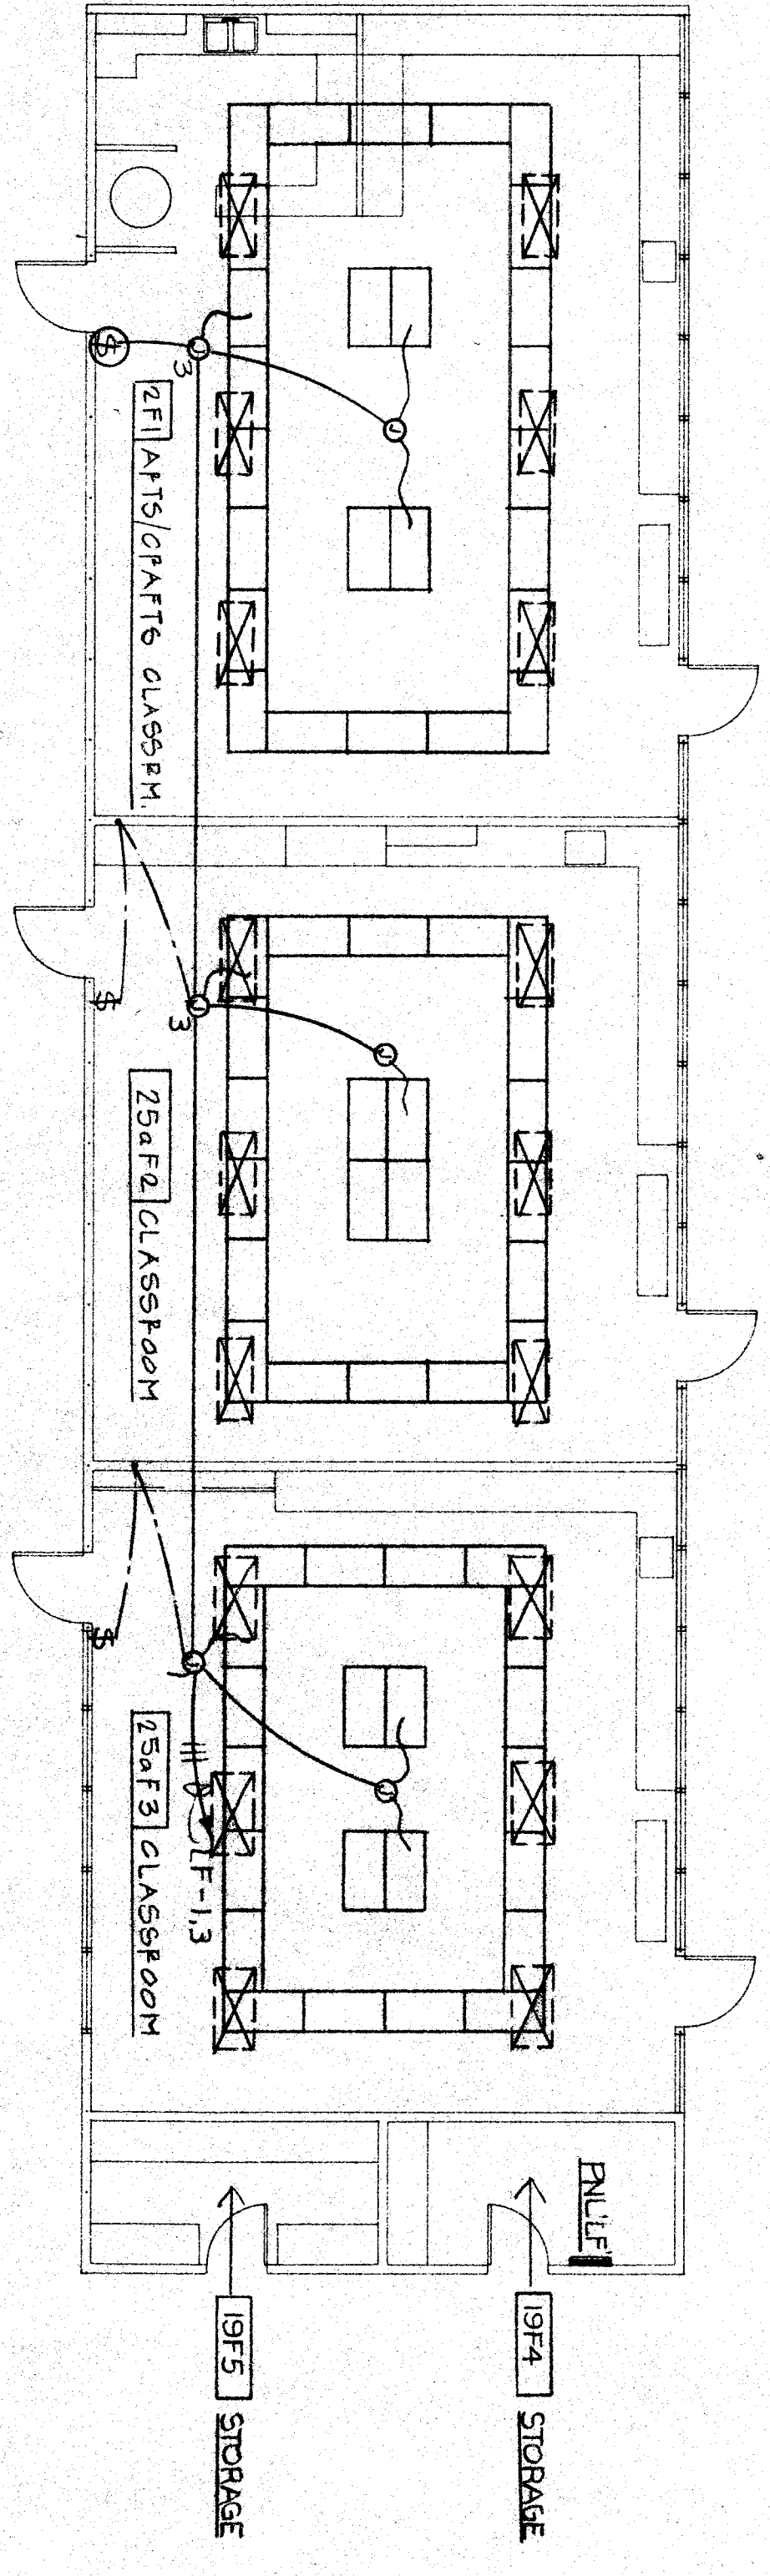 $
3
J
J
2F1 ARTS/CRAFTS CLASSRM.
$
3
J
J
25aF2 CLASSROOM
$
J
J
25aF3 CLASSROOM
LF-1,3
PNL 'LF'
19F5 STORAGE
19F4 STORAGE